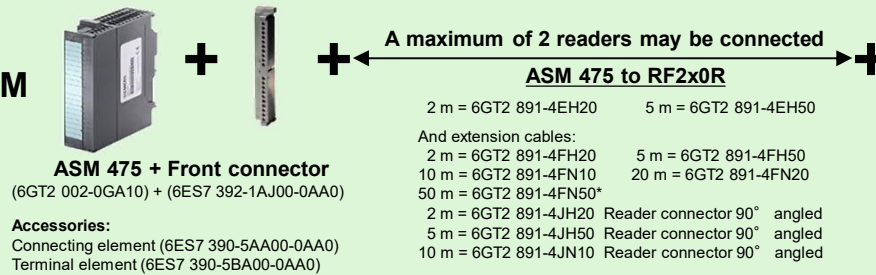 M
+
+
+
A maximum of 2 readers may be connected
ASM 475 to RF2x0R
2 m = 6GT2 891-4EH20 5 m = 6GT2 891-4EH50
And extension cables:
2 m = 6GT2 891-4FH20 5 m = 6GT2 891-4FH50
10 m = 6GT2 891-4FN10 20 m = 6GT2 891-4FN20
50 m = 6GT2 891-4FN50*
2 m = 6GT2 891-4JH20 Reader connector 90° angled
5 m = 6GT2 891-4JH50 Reader connector 90° angled
10 m = 6GT2 891-4JN10 Reader connector 90° angled
ASM 475 + Front connector
(6GT2 002-0GA10) + (6ES7 392-1AJ00-0AA0)
Accessories:
Connecting element (6ES7 390-5AA00-0AA0)
Terminal element (6ES7 390-5BA00-0AA0)